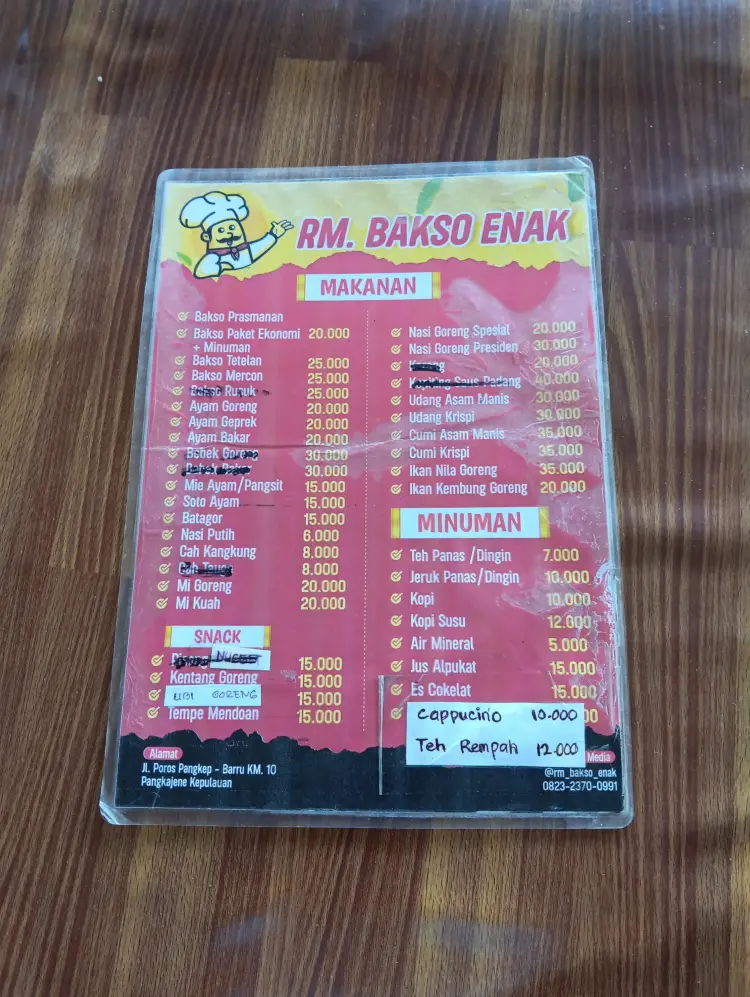 RM. BAKSO ENAK
MAKANAN
Bakso Prasmanan
Bakso Paket Ekonomi 20.000
+ Minuman
Bakso Tetelan 25.000
Bakso Mercon 25.000
Bakso Rusuk 25.000
Ayam Goreng 20.000
Ayam Geprek 20.000
Ayam Bakar 20.000
Bebek Goreng 30.000
30.000
Mie Ayam/Pangsit 15.000
Soto Ayam 15.000
Batagor 15.000
Nasi Putih 6.000
Cah Kangkung 8.000
Cah 8.000
Mi Goreng 20.000
Mi Kuah 20.000
SNACK
NUGGET 15.000
Kentang Goreng 15.000
UBI GORENG 15.000
Tempe Mendoan 15.000
Nasi Goreng Spesial 20.000
Nasi Goreng Presiden 30.000
20.000
Saus Padang 40.000
Udang Asam Manis 30.000
Udang Krispi 30.000
Cumi Asam Manis 35.000
Cumi Krispi 35.000
Ikan Nila Goreng 35.000
Ikan Kembung Goreng 20.000
MINUMAN
Teh Panas /Dingin 7.000
Jeruk Panas/Dingin 10.000
Kopi 10.000
Kopi Susu 12.000
Air Mineral 5.000
Jus Alpukat 15.000
Es Cokelat 15.000
Cappucino 10.000
Teh Rempah 12.000
Alamat
Jl. Poros Pangkep - Barru KM. 10
Pangkajene Kepulauan
Media
@rm_bakso_enak
0823-2370-0991